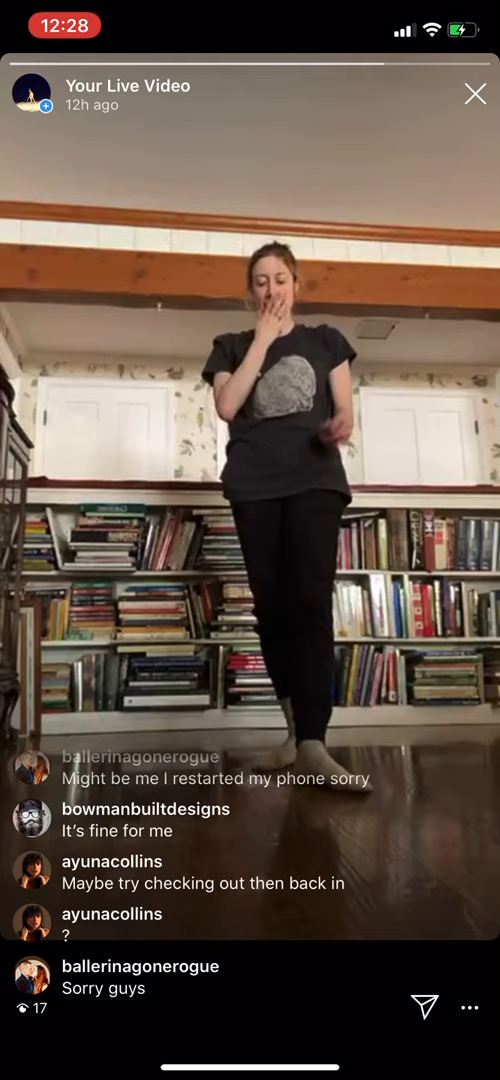 12:28
Your Live Video
12h ago
ballerinagonerogue
Might be me I restarted my phone sorry
bowmanbuiltdesigns
It's fine for me
ayunacollins
Maybe try checking out then back in
ayunacollins
?
ballerinagonerogue
Sorry guys
17